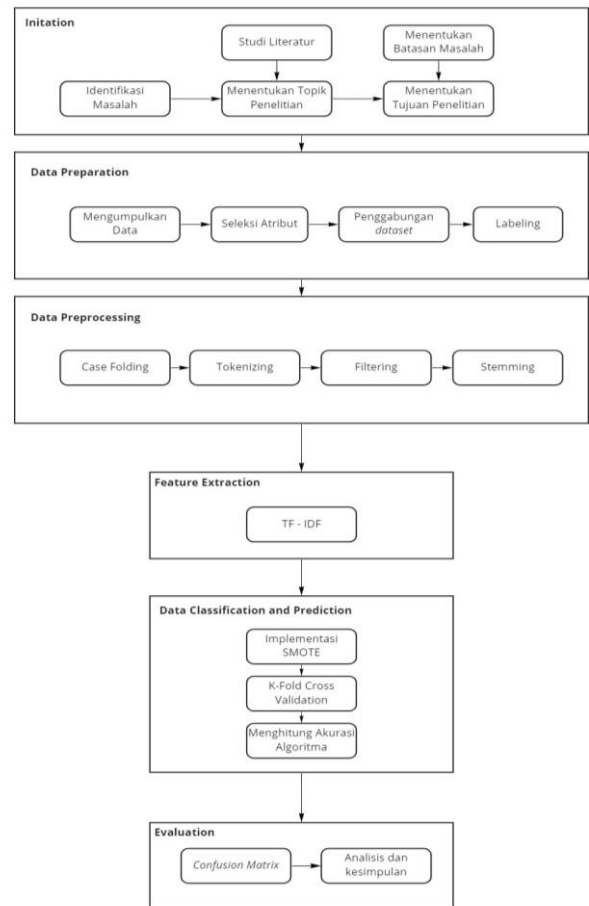 Initation
Studi Literatur
Menentukan
Batasan Masalah
Identifikasi
Masalah
Menentukan Topik
Penelitian
Menentukan
Tujuan Penelitian
Data Preparation
Mengumpulkan
Data
Seleksi Atribut
Penggabungan
dataset
Labeling
Data Preprocessing
Case Folding
Tokenizing
Filtering
Stemming
Feature Extraction
TF - IDF
Data Classification and Prediction
Implementasi
SMOTE
K-Fold Cross
Validation
Menghitung Akurasi
Algoritma
Evaluation
Confusion Matrix
Analisis dan
kesimpulan